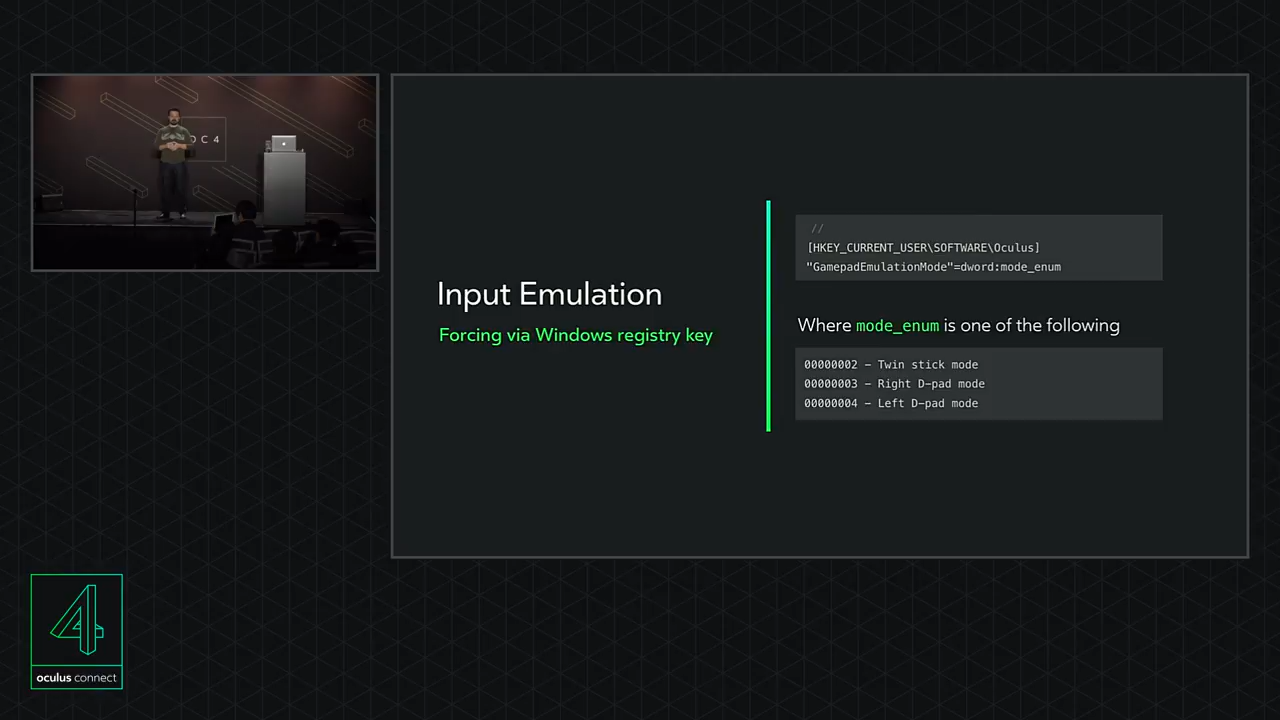 OC4
Input Emulation
Forcing via Windows registry key
//
[HKEY_CURRENT_USER\SOFTWARE\Oculus]
"GamepadEmulationMode"=dword:mode_enum
Where mode_enum is one of the following
00000002 – Twin stick mode
00000003 – Right D-pad mode
00000004 – Left D-pad mode
4
oculus connect